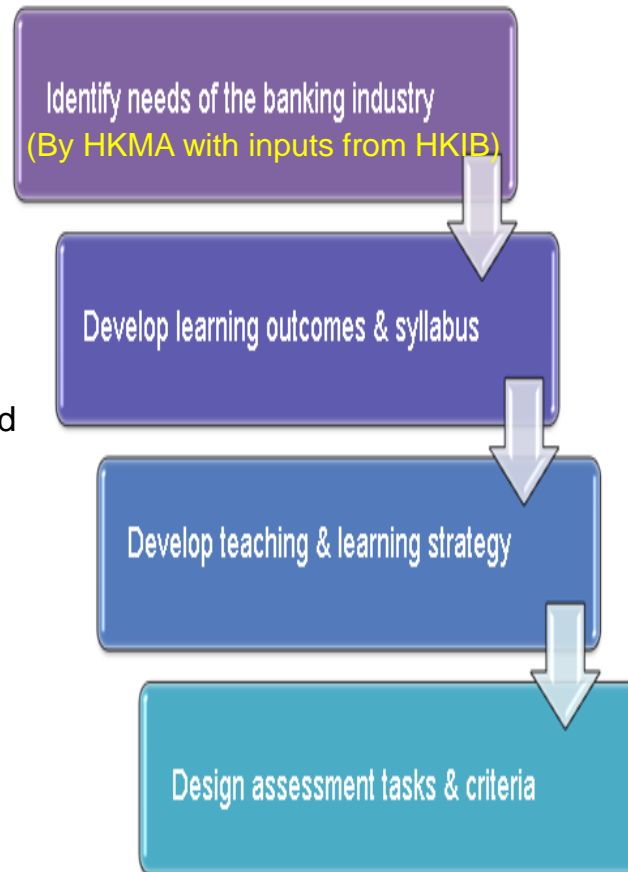 Identify needs of the banking industry
(By HKMA with inputs from HKIB)
Develop learning outcomes & syllabus
d
Develop teaching & learning strategy
Design assessment tasks & criteria